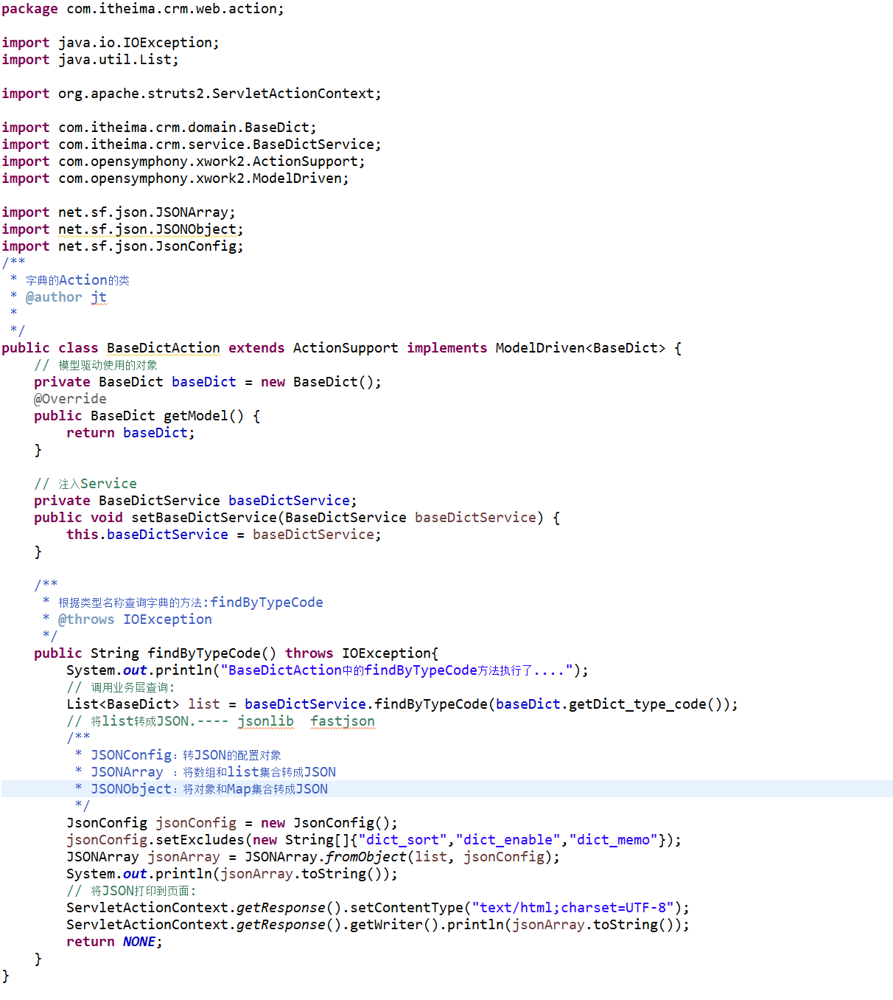 package com.itheima.crm.web.action;
import java.io.IOException;
import java.util.List;
import org.apache.struts2.ServletActionContext;
import com.itheima.crm.domain.BaseDict;
import com.itheima.crm.service.BaseDictService;
import com.opensymphony.xwork2.ActionSupport;
import com.opensymphony.xwork2.ModelDriven;
import net.sf.json.JSONArray;
import net.sf.json.JSONObject;
import net.sf.json.JsonConfig;
/**
 * 字典的Action的类
 * @author jt
 *
 */
public class BaseDictAction extends ActionSupport implements ModelDriven<BaseDict> {
    // 模型驱动使用的对象
    private BaseDict baseDict = new BaseDict();
    @Override
    public BaseDict getModel() {
        return baseDict;
    }
    // 注入Service
    private BaseDictService baseDictService;
    public void setBaseDictService(BaseDictService baseDictService) {
        this.baseDictService = baseDictService;
    }
    /**
     * 根据类型名称查询字典的方法:findByTypeCode
     * @throws IOException
     */
    public String findByTypeCode() throws IOException{
        System.out.println("BaseDictAction中的findByTypeCode方法执行了....");
        // 调用业务层查询:
        List<BaseDict> list = baseDictService.findByTypeCode(baseDict.getDict_type_code());
        // 将list转成JSON.---- jsonlib  fastjson
        /**
         * JSONConfig：转JSON的配置对象
         * JSONArray ：将数组和list集合转成JSON
         * JSONObject：将对象和Map集合转成JSON
         */
        JsonConfig jsonConfig = new JsonConfig();
        jsonConfig.setExcludes(new String[]{"dict_sort","dict_enable","dict_memo"});
        JSONArray jsonArray = JSONArray.fromObject(list, jsonConfig);
        System.out.println(jsonArray.toString());
        // 将JSON打印到页面:
        ServletActionContext.getResponse().setContentType("text/html;charset=UTF-8");
        ServletActionContext.getResponse().getWriter().println(jsonArray.toString());
        return NONE;
    }
}